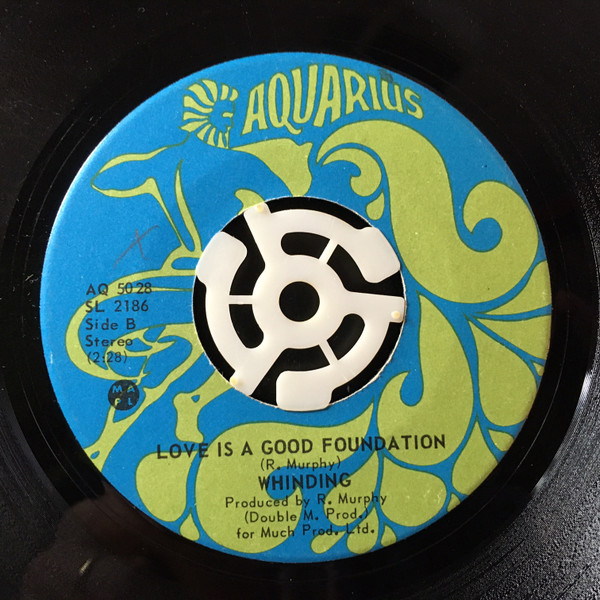 AQUARIUS
AQ 5028
SL 2186
Side B
Stereo
(2:28)
M A
P L
LOVE IS A GOOD FOUNDATION
(R. Murphy)
WHINDING
Produced by R. Murphy
(Double M. Prod.)
for Much Prod. Ltd.